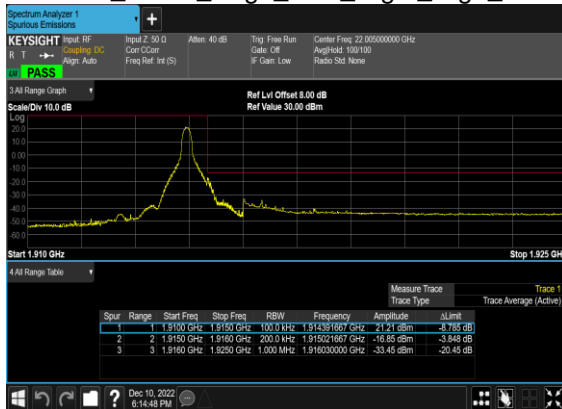 Spectrum Analyzer 1
Spurious Emissions
KEYSIGHT Input: RF Input Z: 50 Ω Atten: 40 dB Trig: Free Run Center Freq: 22.005000000 GHz
R T Coupling: DC Corr CCorr Gate: Off Avg|Hold: 100/100
Align: Auto Freq Ref: Int (S) IF Gain: Low Radio Std: None
PASS
3 All Range Graph Ref Lvl Offset 8.00 dB
Scale/Div 10.0 dB Ref Value 30.00 dBm
Log
20.0
10.0
0.00
-10.0
-20.0
-30.0
-40.0
-50.0
-60.0
Start 1.910 GHz Stop 1.925 GH
4 All Range Table
Measure Trace Trace 1
Trace Type Trace Average (Active)
Spur Range Start Freq Stop Freq RBW Frequency Amplitude ΔLimit
1 1 1.9100 GHz 1.9150 GHz 100.0 kHz 1.914391667 GHz 21.21 dBm -8.785 dB
2 2 1.9150 GHz 1.9160 GHz 200.0 kHz 1.915021667 GHz -16.85 dBm -3.848 dB
3 3 1.9160 GHz 1.9250 GHz 1.000 MHz 1.916030000 GHz -33.45 dBm -20.45 dB
Dec 10, 2022
6:14:48 PM